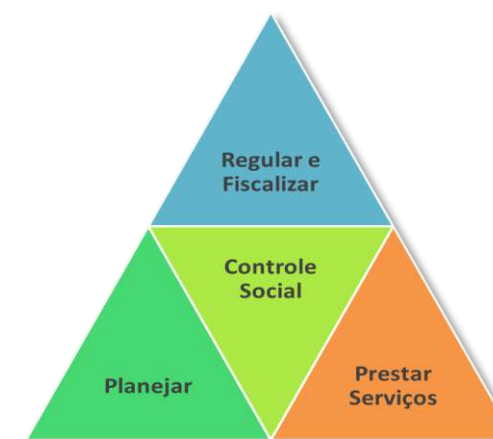 Regular e
Fiscalizar
Controle
Social
Planejar
Prestar
Serviços